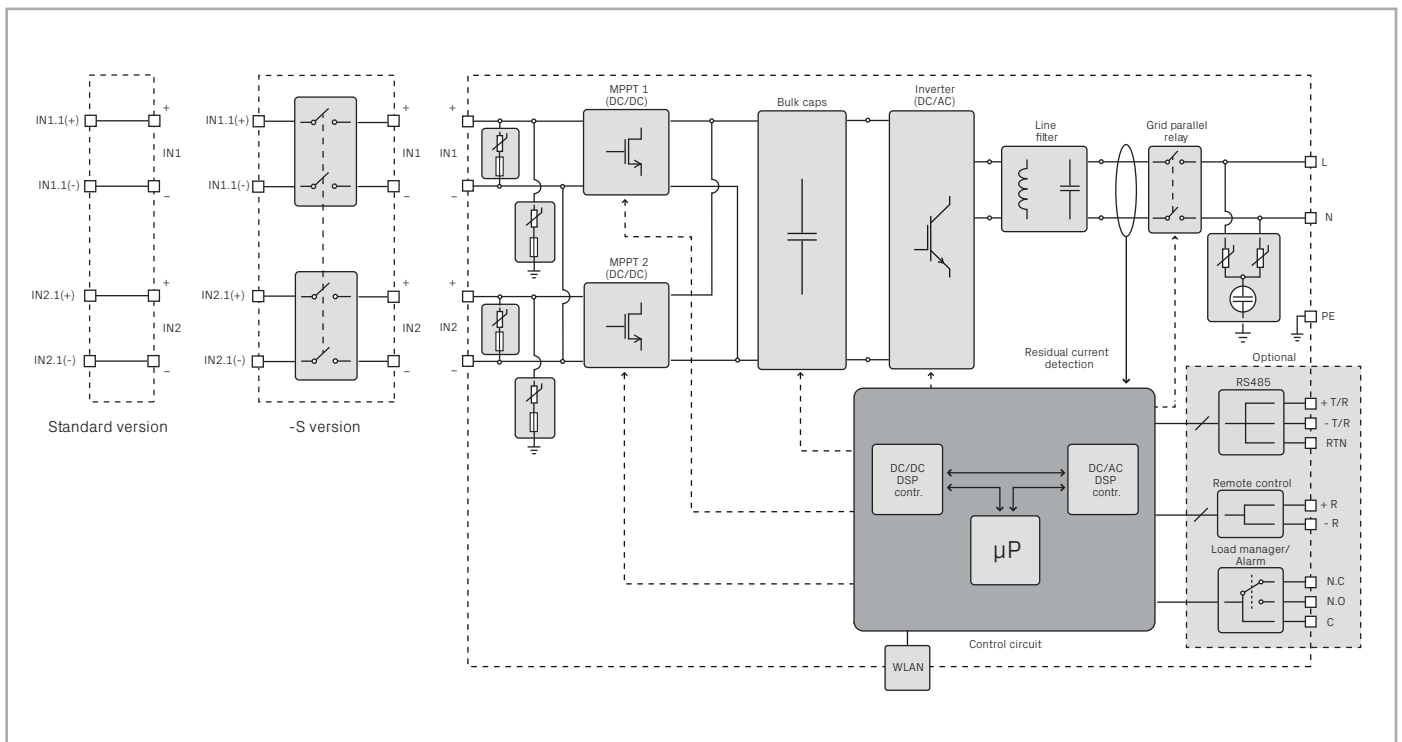 IN1.1(+)
+
IN1
IN1.1(-)
−
IN2.1(+)
+
IN2
IN2.1(-)
−
Standard version
IN1.1(+)
+
IN1
IN1.1(-)
−
IN2.1(+)
+
IN2
IN2.1(-)
−
-S version
+
IN1
−
+
IN2
−
MPPT 1
(DC/DC)
MPPT 2
(DC/DC)
Bulk caps
Inverter
(DC/AC)
Line
filter
Grid parallel
relay
L
N
PE
Residual current
detection
Optional
RS485
+ T/R
- T/R
RTN
Remote control
+ R
- R
Load manager/
Alarm
N.C
N.O
C
DC/DC
DSP
contr.
DC/AC
DSP
contr.
µP
Control circuit
WLAN